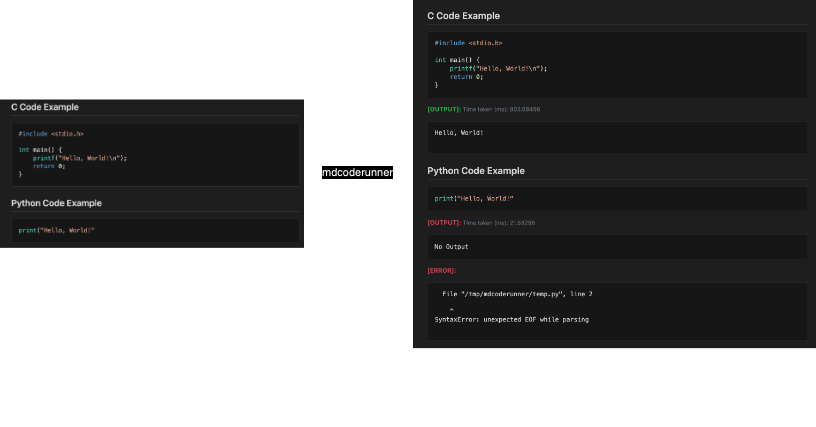 C Code Example
#include <stdio.h>
int main() {
    printf("Hello, World!\n");
    return 0;
}
Python Code Example
print("Hello, World!"
mdcoderunner
C Code Example
#include <stdio.h>
int main() {
    printf("Hello, World!\n");
    return 0;
}
[OUTPUT]: Time taken (ms): 803.58496
Hello, World!
Python Code Example
print("Hello, World!"
[OUTPUT]: Time taken (ms): 21.53296
No Output
[ERROR]:
  File "/tmp/mdcoderunner/temp.py", line 2
    ^
SyntaxError: unexpected EOF while parsing